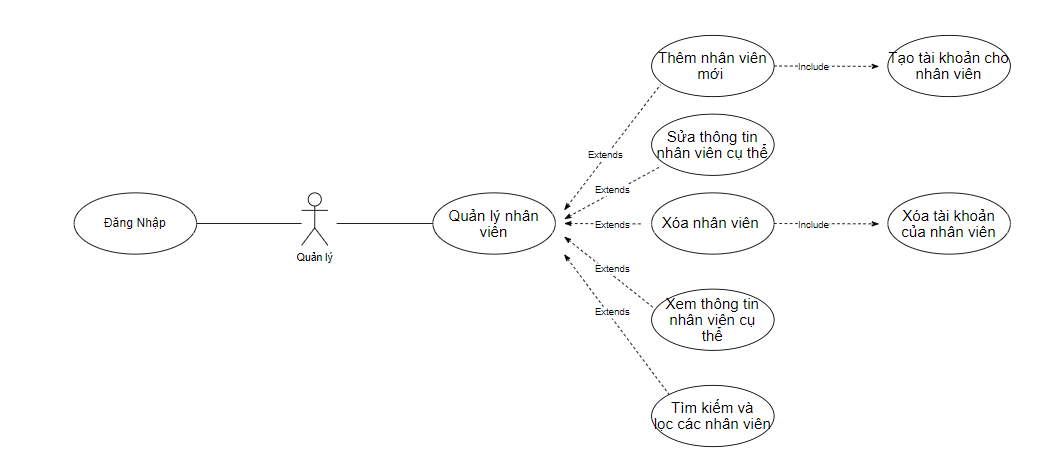 Đăng Nhập
Quản lý
Quản lý nhân
viên
Extends
Extends
Extends
Extends
Extends
Thêm nhân viên
mới
Sửa thông tin
nhân viên cụ thể
Xóa nhân viên
Xem thông tin
nhân viên cụ
thể
Tìm kiếm và
lọc các nhân viên
Include
Include
Tạo tài khoản cho
nhân viên
Xóa tài khoản
của nhân viên